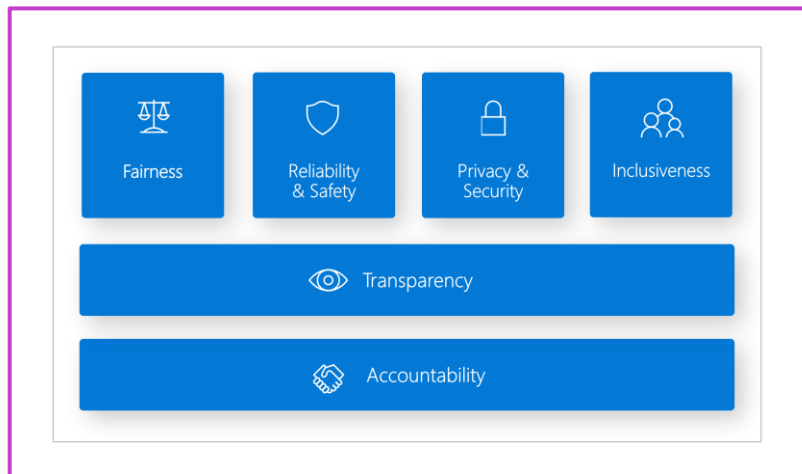 Fairness
Reliability
& Safety
Privacy &
Security
Inclusiveness
Transparency
Accountability